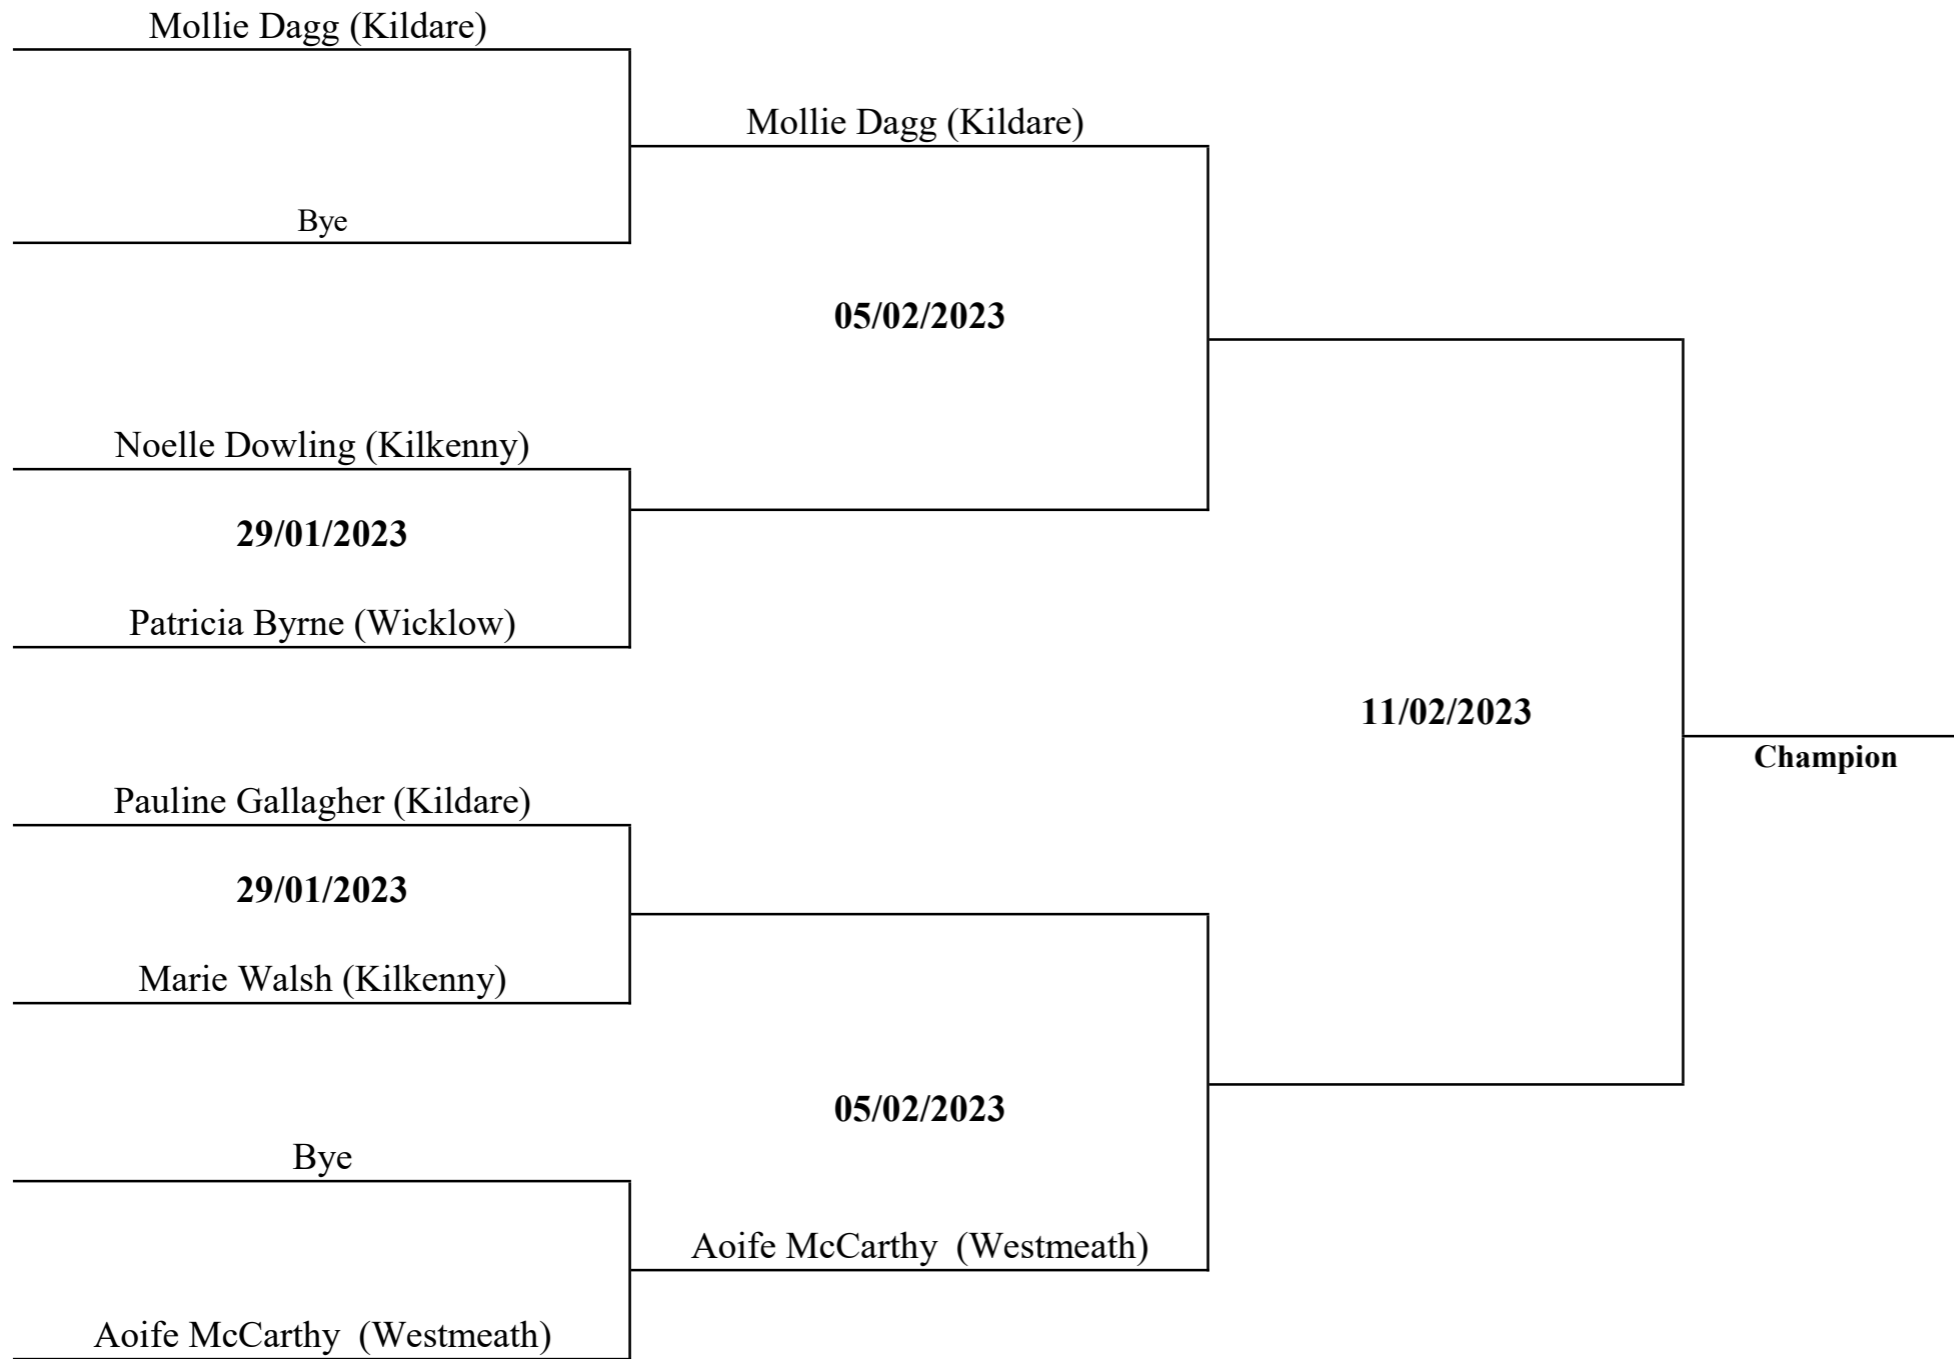 Mollie Dagg (Kildare)
Mollie Dagg (Kildare)
Bye
05/02/2023
Noelle Dowling (Kilkenny)
29/01/2023
Patricia Byrne (Wicklow)
11/02/2023
Champion
Pauline Gallagher (Kildare)
29/01/2023
Marie Walsh (Kilkenny)
05/02/2023
Bye
Aoife McCarthy  (Westmeath)
Aoife McCarthy  (Westmeath)